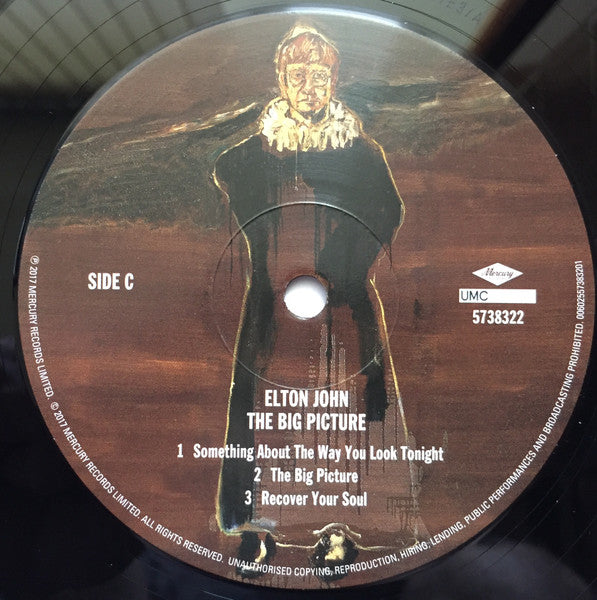 SIDE C
Mercury
UMC
5738322
ELTON JOHN
THE BIG PICTURE
1 Something About The Way You Look Tonight
2 The Big Picture
3 Recover Your Soul
℗ 2017 MERCURY RECORDS LIMITED. © 2017 MERCURY RECORDS LIMITED. ALL RIGHTS RESERVED. UNAUTHORISED COPYING, REPRODUCTION, HIRING, LENDING, PUBLIC PERFORMANCES AND BROADCASTING PROHIBITED. 00602557383201